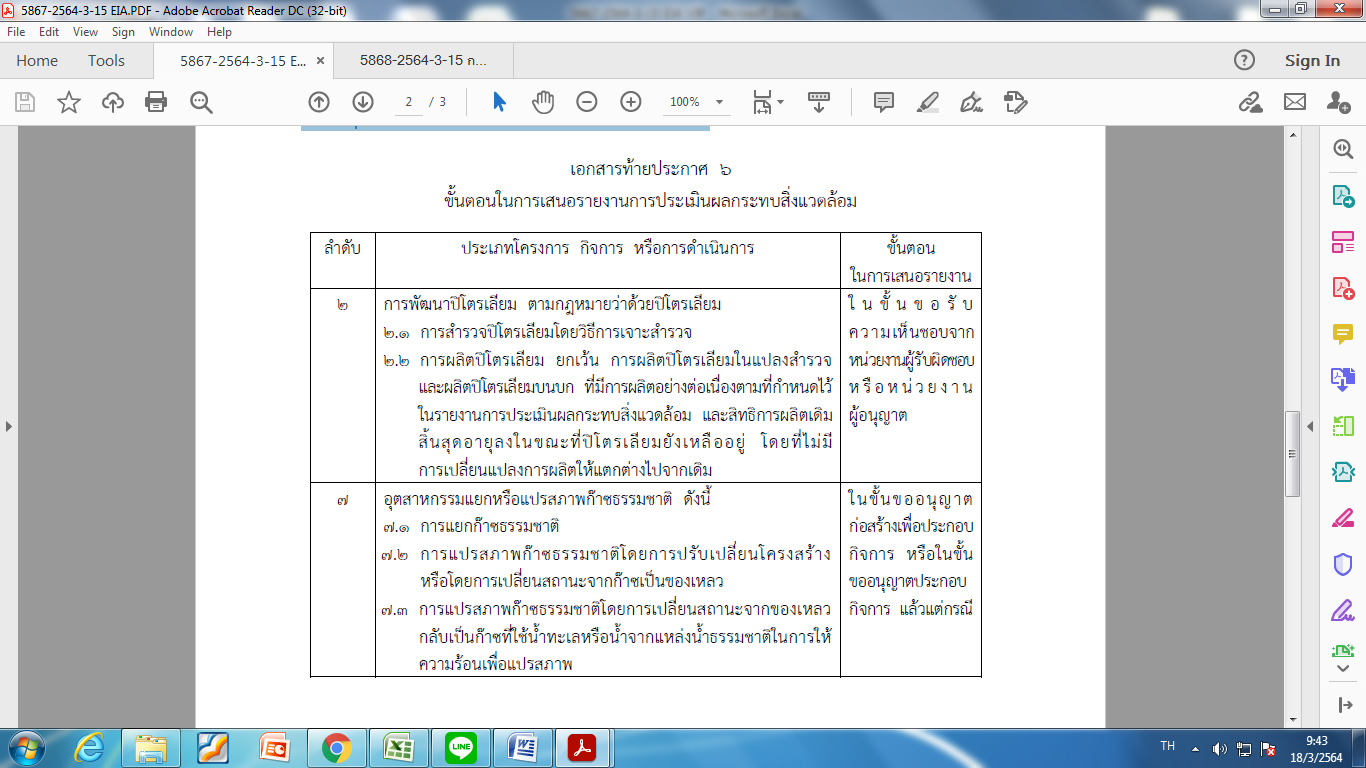 5867-2564-3-15 EIA.PDF - Adobe Acrobat Reader DC (32-bit)
File Edit View Sign Window Help
Home Tools 5867-2564-3-15 E... × 5868-2564-3-15 ก... Sign In
2 / 3 100%
เอกสารท้ายประกาศ ๖
ขั้นตอนในการเสนอรายงานการประเมินผลกระทบสิ่งแวดล้อม
ลำดับ ประเภทโครงการ กิจการ หรือการดำเนินการ ขั้นตอน
ในการเสนอรายงาน
๒ การพัฒนาปิโตรเลียม ตามกฎหมายว่าด้วยปิโตรเลียม ในขั้นขอรับ
๒.๑ การสำรวจปิโตรเลียมโดยวิธีการเจาะสำรวจ ความเห็นชอบจาก
๒.๒ การผลิตปิโตรเลียม ยกเว้น การผลิตปิโตรเลียมในแปลงสำรวจ หน่วยงานผู้รับผิดชอบ
และผลิตปิโตรเลียมบนบก ที่มีการผลิตอย่างต่อเนื่องตามที่กำหนดไว้ หรือหน่วยงาน
ในรายงานการประเมินผลกระทบสิ่งแวดล้อม และสิทธิการผลิตเดิม ผู้อนุญาต
สิ้นสุดอายุลงในขณะที่ปิโตรเลียมยังเหลืออยู่ โดยที่ไม่มี
การเปลี่ยนแปลงการผลิตให้แตกต่างไปจากเดิม
๗ อุตสาหกรรมแยกหรือแปรสภาพก๊าซธรรมชาติ ดังนี้ ในขั้นขออนุญาต
๗.๑ การแยกก๊าซธรรมชาติ ก่อสร้างเพื่อประกอบ
๗.๒ การแปรสภาพก๊าซธรรมชาติโดยการปรับเปลี่ยนโครงสร้าง กิจการ หรือในขั้น
หรือโดยการเปลี่ยนสถานะจากก๊าซเป็นของเหลว ขออนุญาตประกอบ
๗.๓ การแปรสภาพก๊าซธรรมชาติโดยการเปลี่ยนสถานะจากของเหลว กิจการ แล้วแต่กรณี
กลับเป็นก๊าซที่ใช้น้ำทะเลหรือน้ำจากแหล่งน้ำธรรมชาติในการให้
ความร้อนเพื่อแปรสภาพ
TH 9:43
18/3/2564